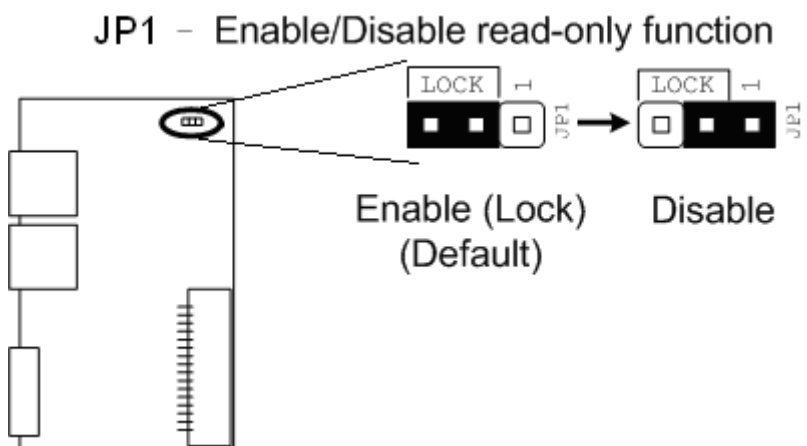 JP1 – Enable/Disable read-only function
LOCK 1 JP1
LOCK 1 JP1
Enable (Lock)
(Default)
Disable